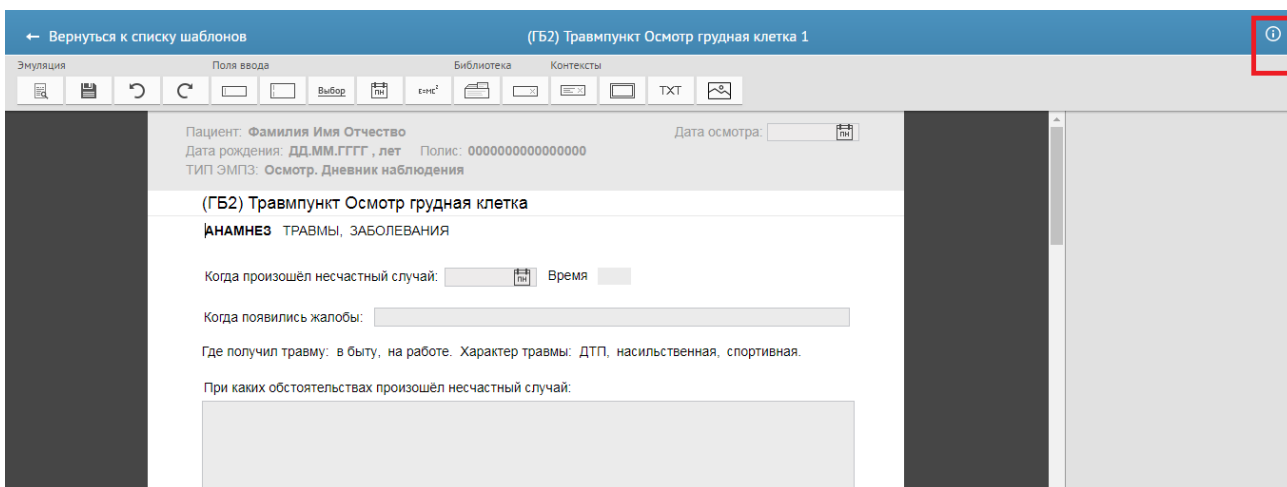 ← Вернуться к списку шаблонов (ГБ2) Травмпункт Осмотр грудная клетка 1
Эмуляция Поля ввода Библиотека Контексты
Выбор ПН E=MC² TXT
Пациент: Фамилия Имя Отчество Дата осмотра: ПН
Дата рождения: ДД.ММ.ГГГГ , лет Полис: 0000000000000000
ТИП ЭМПЗ: Осмотр. Дневник наблюдения
(ГБ2) Травмпункт Осмотр грудная клетка
АНАМНЕЗ ТРАВМЫ, ЗАБОЛЕВАНИЯ
Когда произошёл несчастный случай: ПН Время
Когда появились жалобы:
Где получил травму: в быту, на работе. Характер травмы: ДТП, насильственная, спортивная.
При каких обстоятельствах произошёл несчастный случай: